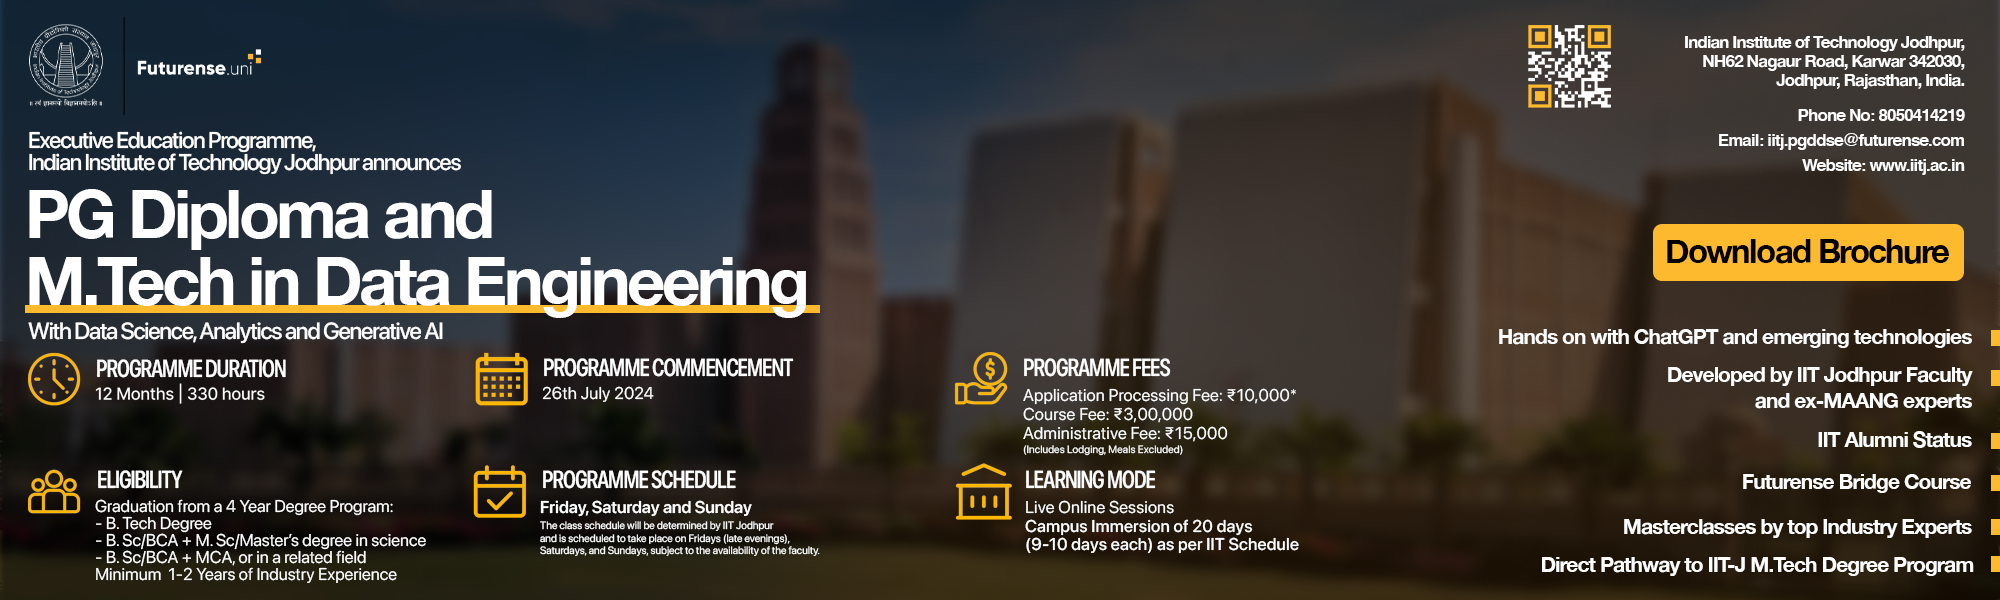 Futurense.uni
॥ त्वं ज्ञानमयो विज्ञानमयोऽसि ॥
Executive Education Programme,
Indian Institute of Technology Jodhpur announces
PG Diploma and
M.Tech in Data Engineering
With Data Science, Analytics and Generative AI
PROGRAMME DURATION
12 Months | 330 hours
PROGRAMME COMMENCEMENT
26th July 2024
PROGRAMME FEES
Application Processing Fee: ₹10,000*
Course Fee: ₹3,00,000
Administrative Fee: ₹15,000
(Includes Lodging, Meals Excluded)
ELIGIBILITY
Graduation from a 4 Year Degree Program:
- B. Tech Degree
- B. Sc/BCA + M. Sc/Master's degree in science
- B. Sc/BCA + MCA, or in a related field
Minimum 1-2 Years of Industry Experience
PROGRAMME SCHEDULE
Friday, Saturday and Sunday
The class schedule will be determined by IIT Jodhpur
and is scheduled to take place on Fridays (late evenings),
Saturdays, and Sundays, subject to the availability of the faculty.
LEARNING MODE
Live Online Sessions
Campus Immersion of 20 days
(9-10 days each) as per IIT Schedule
Indian Institute of Technology Jodhpur,
NH62 Nagaur Road, Karwar 342030,
Jodhpur, Rajasthan, India.
Phone No: 8050414219
Email: iitj.pgddse@futurense.com
Website: www.iitj.ac.in
Download Brochure
Hands on with ChatGPT and emerging technologies
Developed by IIT Jodhpur Faculty
and ex-MAANG experts
IIT Alumni Status
Futurense Bridge Course
Masterclasses by top Industry Experts
Direct Pathway to IIT-J M.Tech Degree Program